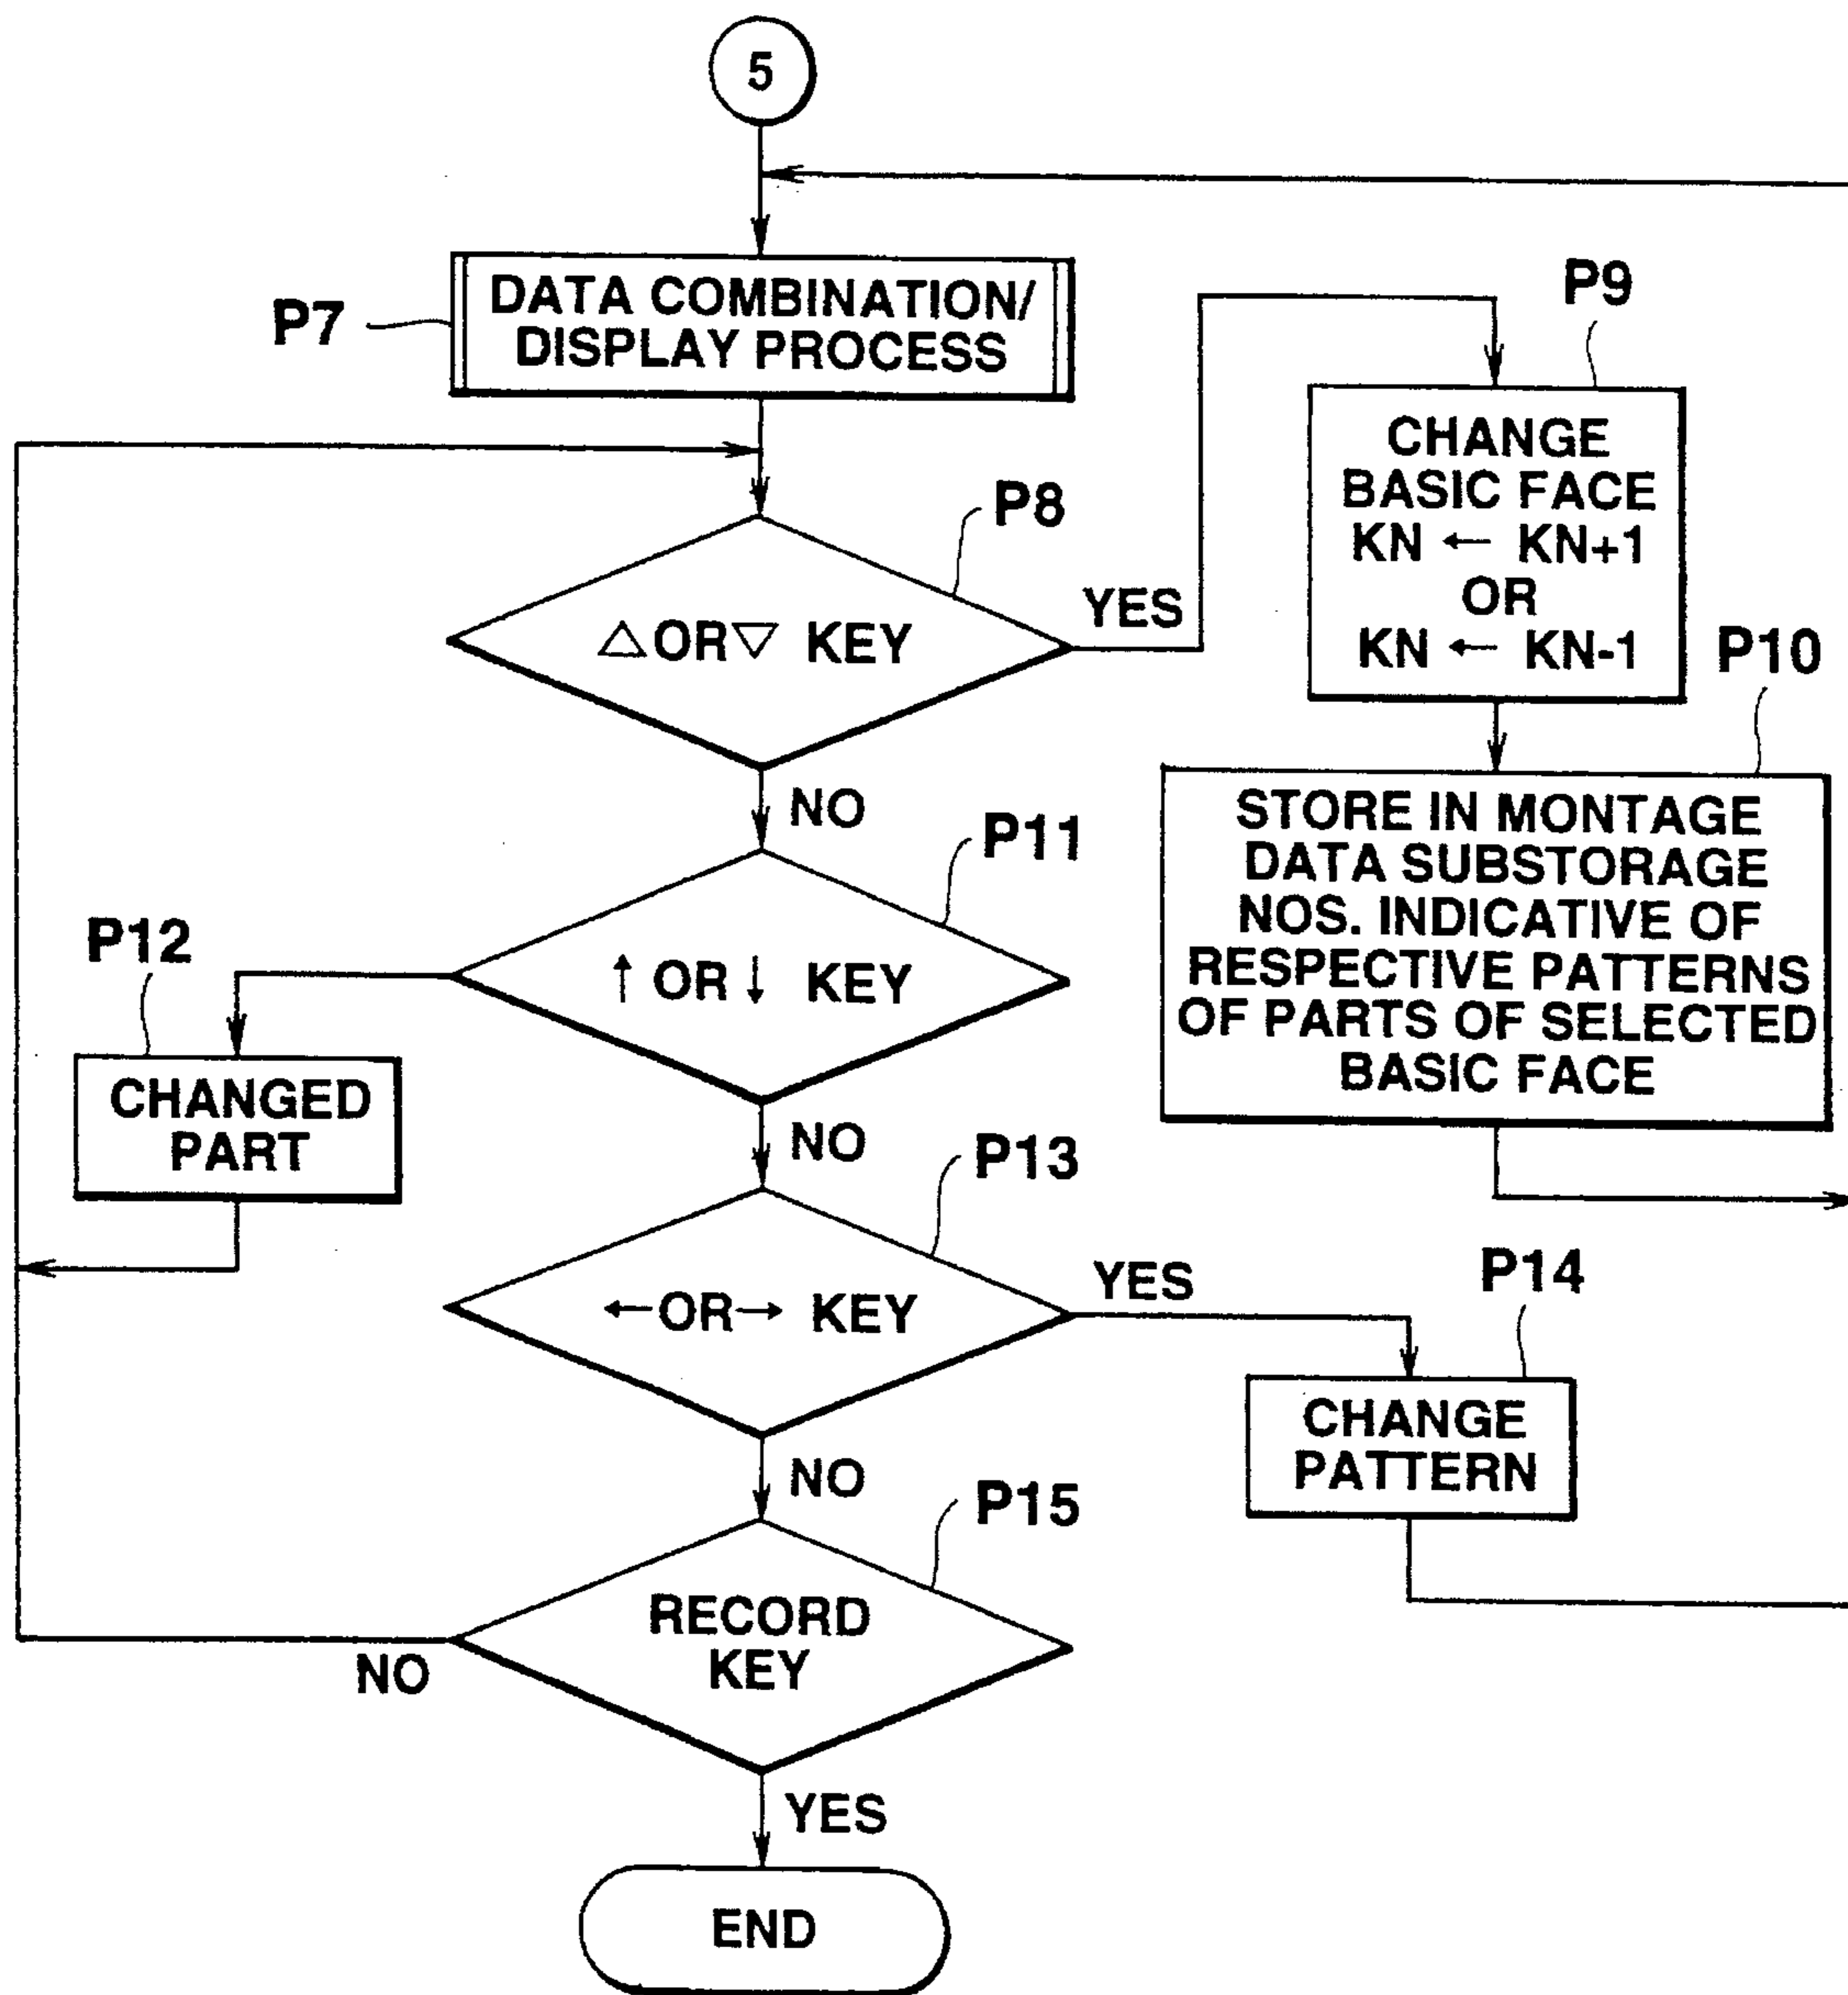 5
P7
DATA COMBINATION/
DISPLAY PROCESS
P8
△ OR ▽ KEY
YES
NO
P9
CHANGE
BASIC FACE
KN ← KN+1
OR
KN ← KN-1
P10
STORE IN MONTAGE
DATA SUBSTORAGE
NOS. INDICATIVE OF
RESPECTIVE PATTERNS
OF PARTS OF SELECTED
BASIC FACE
P11
↑ OR ↓ KEY
NO
P12
CHANGED
PART
P13
← OR → KEY
YES
NO
P14
CHANGE
PATTERN
P15
RECORD
KEY
NO
YES
END